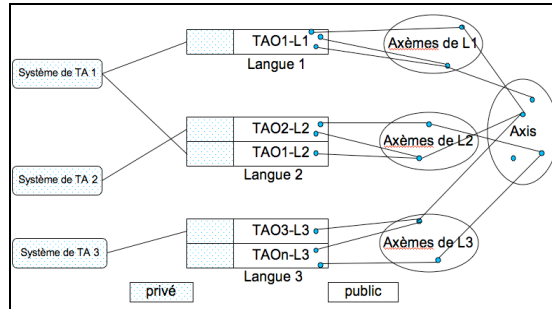 Système de TA 1
TAO1-L1
Langue 1
Axèmes de L1
Système de TA 2
TAO2-L2
TAO1-L2
Langue 2
Axèmes de L2
Axis
Système de TA 3
TAO3-L3
TAOn-L3
Langue 3
Axèmes de L3
privé
public